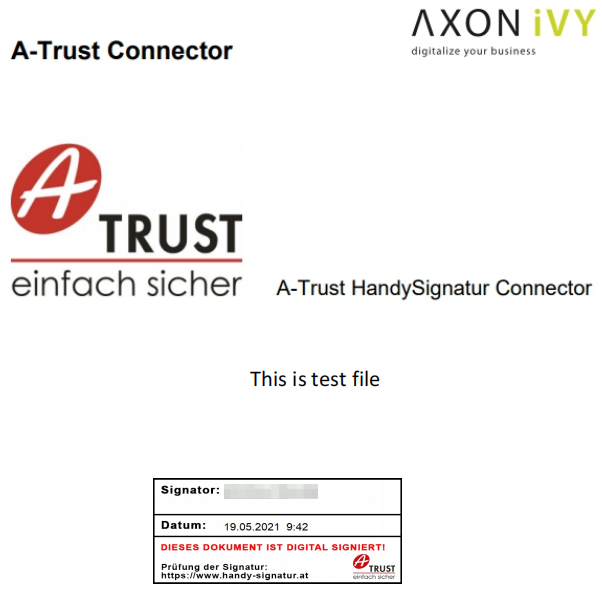 AXON iVY
digitalize your business
A-Trust Connector
A
TRUST
einfach sicher
A-Trust HandySignatur Connector
This is test file
Signator:
Datum: 19.05.2021 9:42
DIESES DOKUMENT IST DIGITAL SIGNIERT!
Prüfung der Signatur:
https://www.handy-signatur.at
A
TRUST
einfach sicher